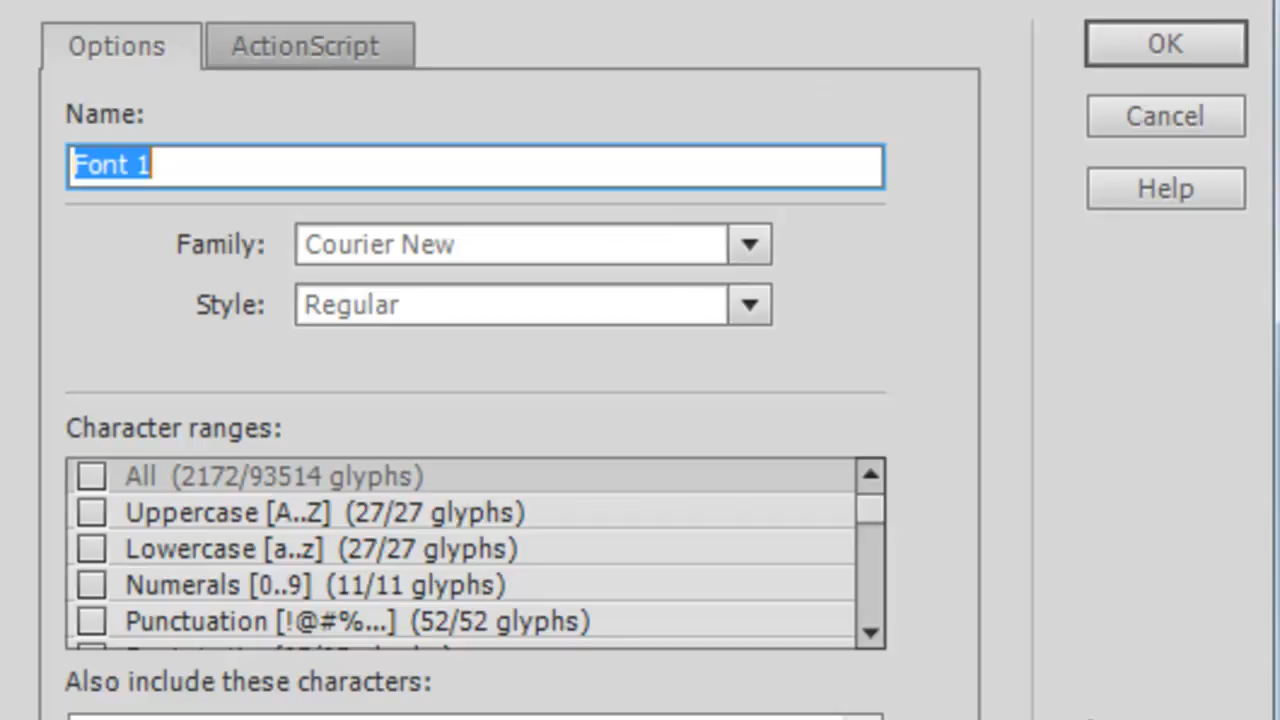 Options ActionScript
OK
Name:
Cancel
Font 1
Help
Family: Courier New
Style: Regular
Character ranges:
All (2172/93514 glyphs)
Uppercase [A..Z] (27/27 glyphs)
Lowercase [a..z] (27/27 glyphs)
Numerals [0..9] (11/11 glyphs)
Punctuation [!@#%...] (52/52 glyphs)
Also include these characters: